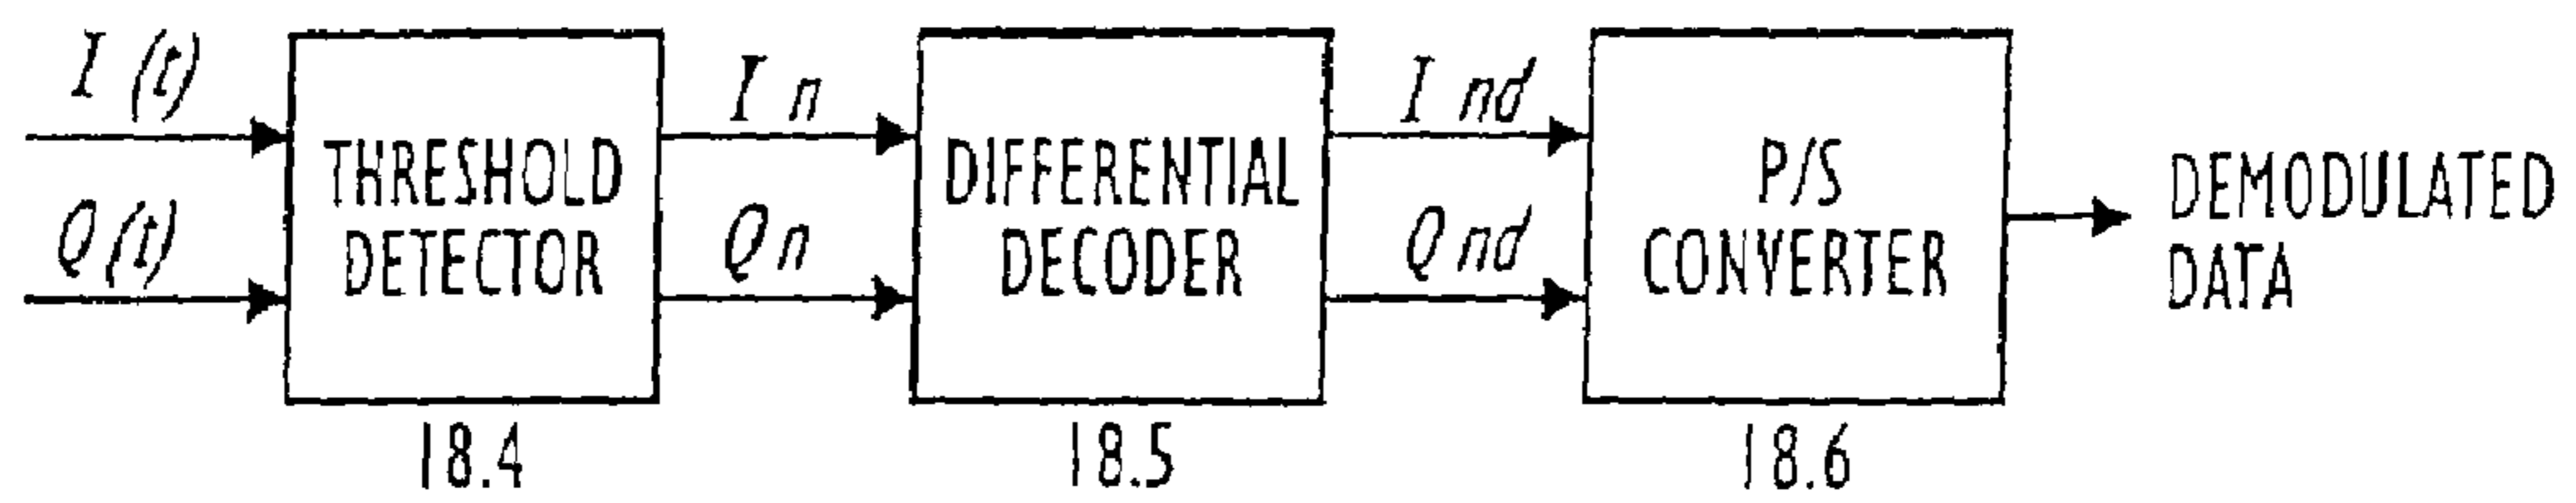 I (t)
Q (t)
THRESHOLD
DETECTOR
18.4
I n
Q n
DIFFERENTIAL
DECODER
18.5
I nd
Q nd
P/S
CONVERTER
18.6
DEMODULATED
DATA